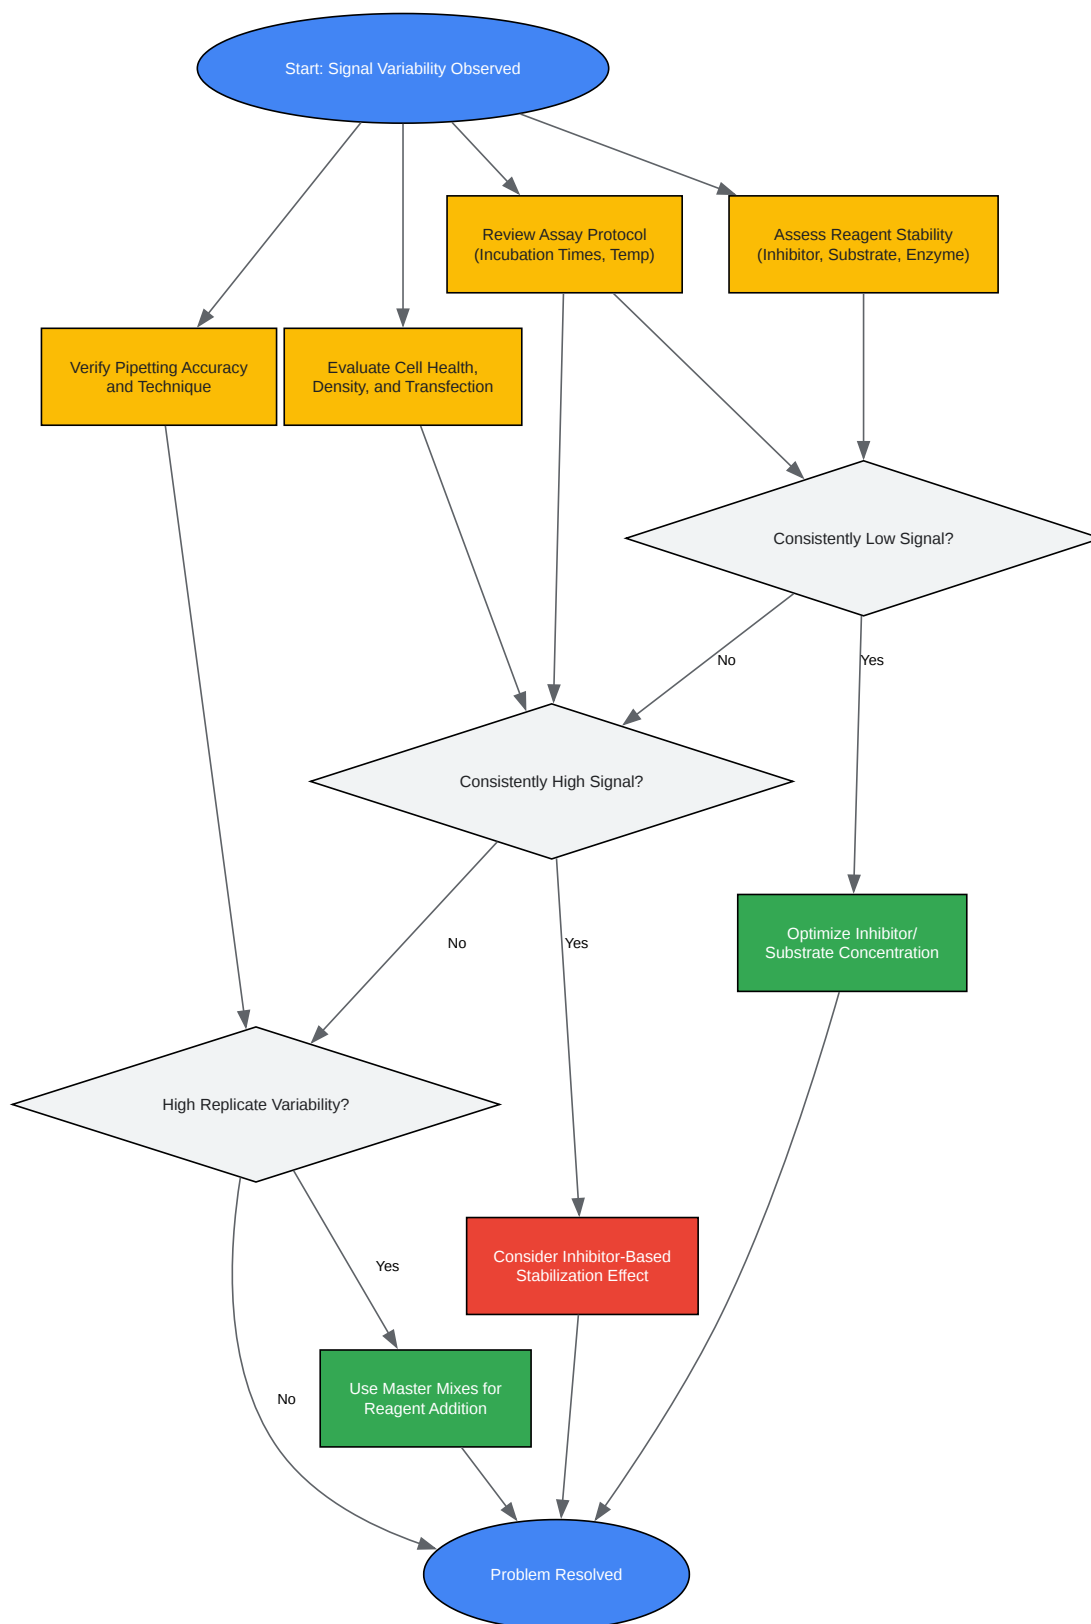 Start: Signal Variability Observed
Review Assay Protocol
(Incubation Times, Temp)
Assess Reagent Stability
(Inhibitor, Substrate, Enzyme)
Verify Pipetting Accuracy
and Technique
Evaluate Cell Health,
Density, and Transfection
Consistently Low Signal?
No
Yes
Consistently High Signal?
Optimize Inhibitor/
Substrate Concentration
No
Yes
High Replicate Variability?
Consider Inhibitor-Based
Stabilization Effect
Yes
Use Master Mixes for
Reagent Addition
No
Problem Resolved